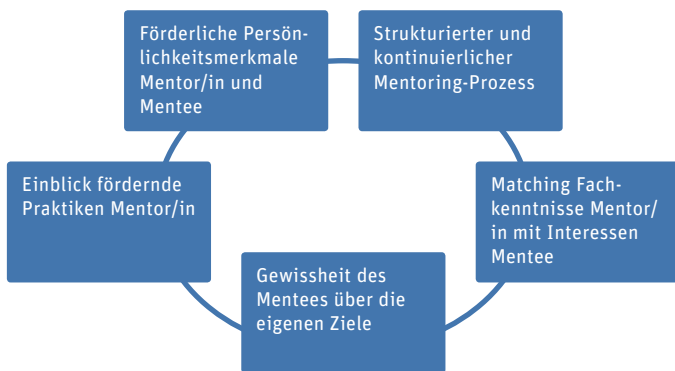 Förderliche Persön-
lichkeitsmerkmale
Mentor/in und
Mentee
Strukturierter und
kontinuierlicher
Mentoring-Prozess
Einblick fördernde
Praktiken Mentor/in
Matching Fach-
kenntnisse Mentor/
in mit Interessen
Mentee
Gewissheit des
Mentees über die
eigenen Ziele